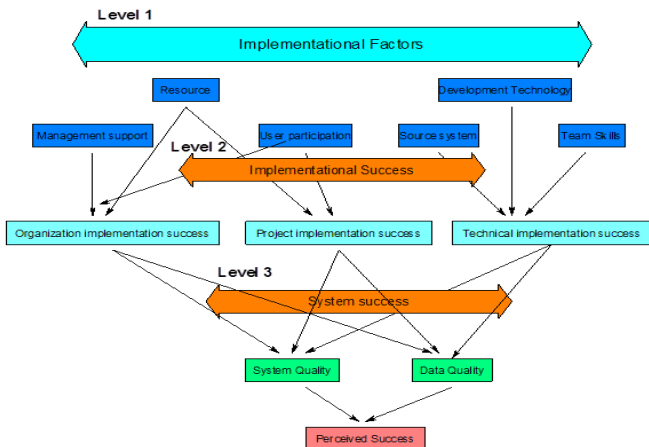 Level 1
Implementational Factors
Resource
Development Technology
Management support
User participation
Source system
Team Skills
Level 2
Implementational Success
Organization implementation success
Project implementation success
Technical implementation success
Level 3
System success
System Quality
Data Quality
Perceived Success